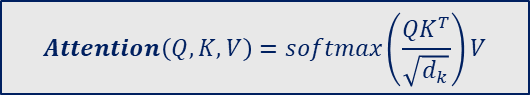 Attention(Q, K, V) = softmax(QK^T / √d_k)V